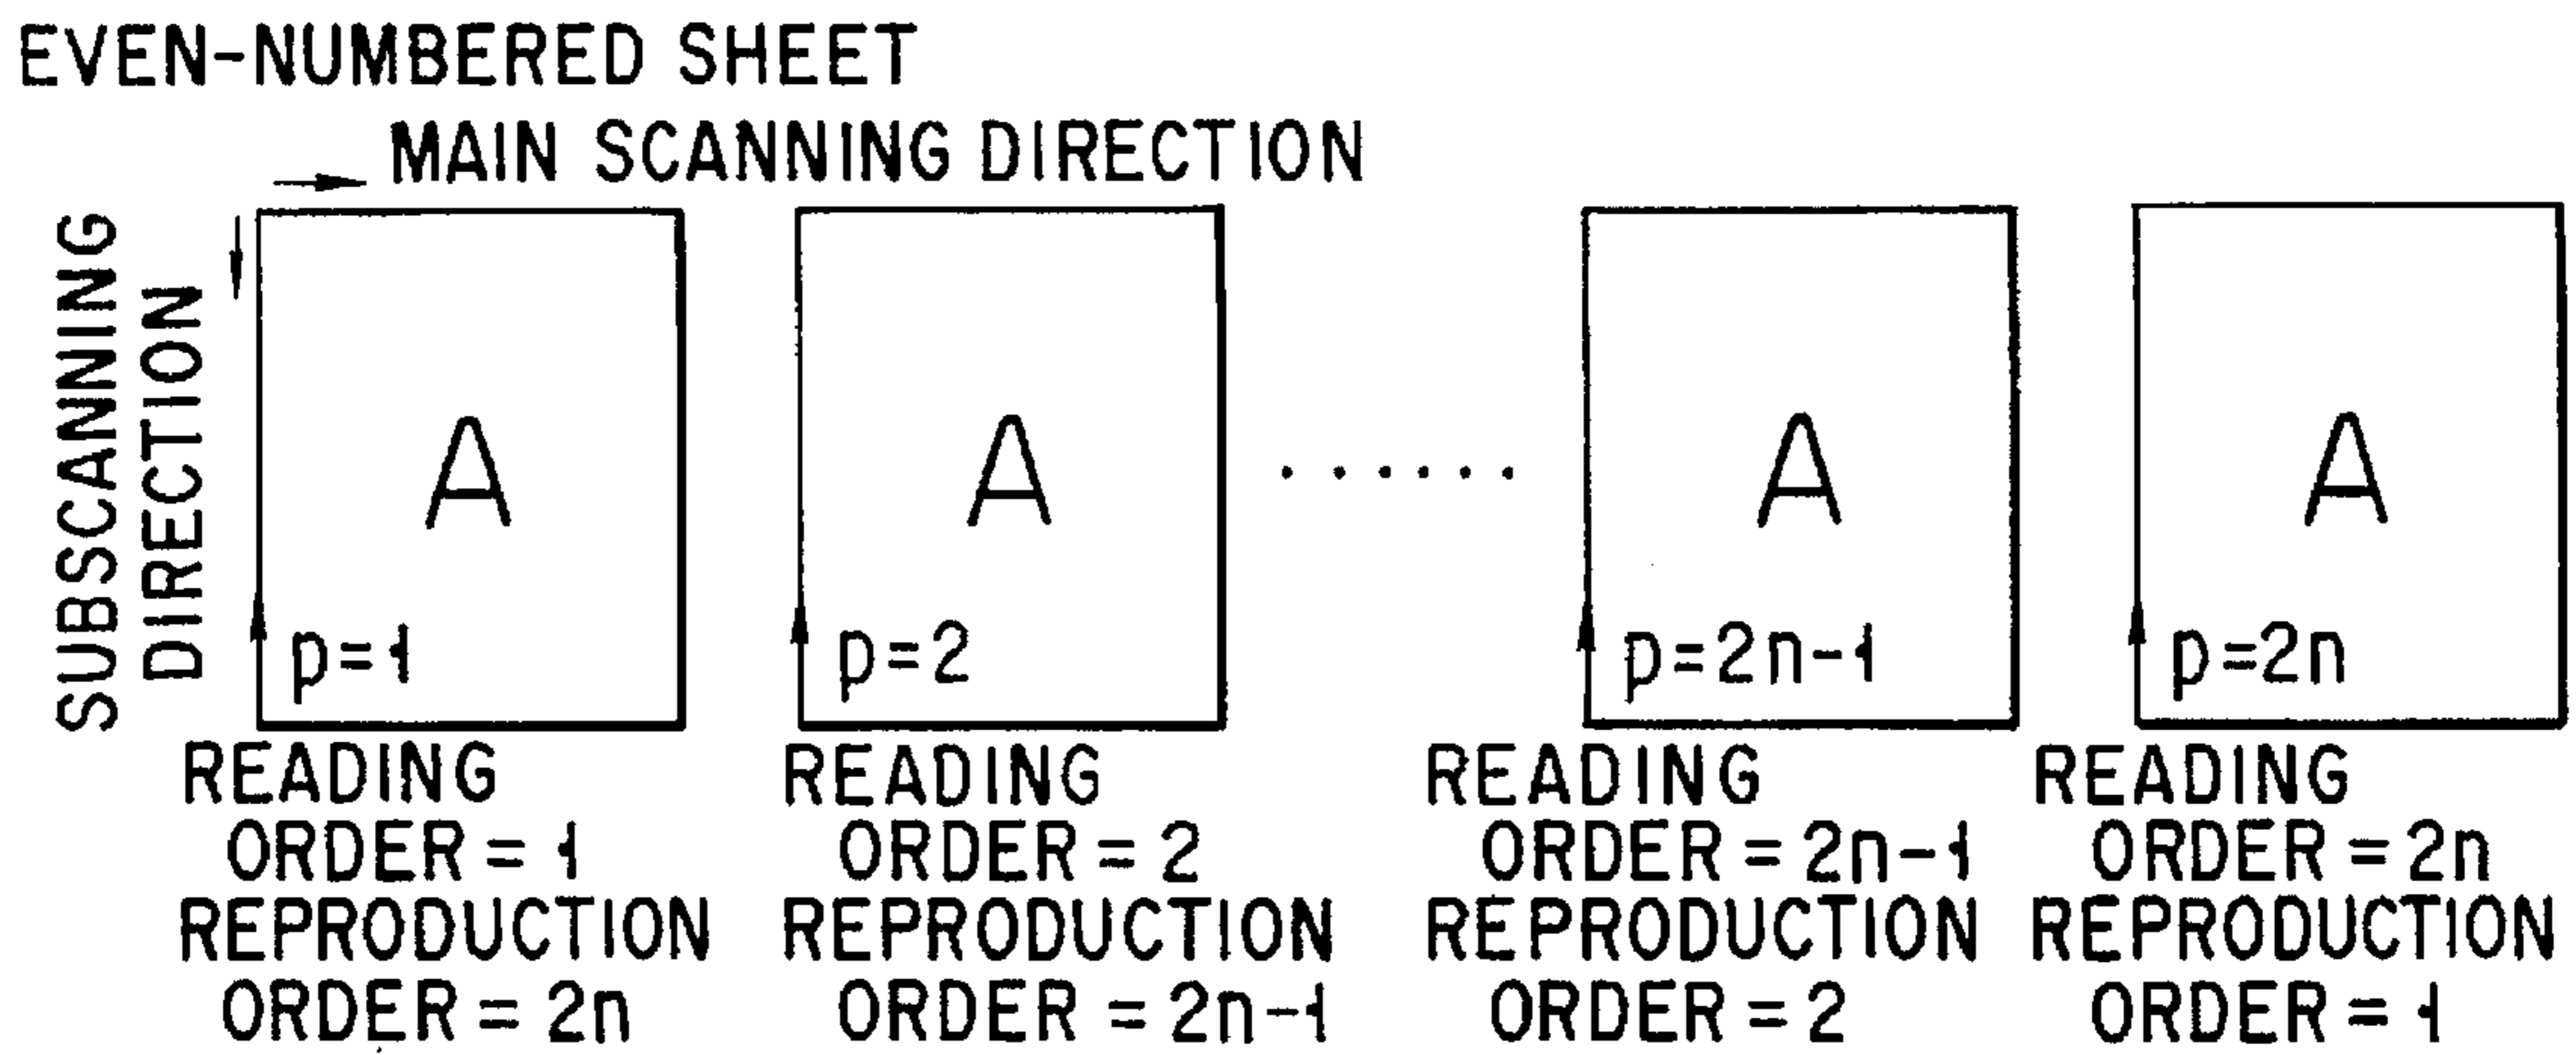 EVEN-NUMBERED SHEET
MAIN SCANNING DIRECTION
SUBSCANNING
DIRECTION
A
p=1
READING
ORDER = 1
REPRODUCTION
ORDER = 2n
A
p=2
READING
ORDER = 2
REPRODUCTION
ORDER = 2n-1
......
A
p=2n-1
READING
ORDER = 2n-1
REPRODUCTION
ORDER = 2
A
p=2n
READING
ORDER = 2n
REPRODUCTION
ORDER = 1